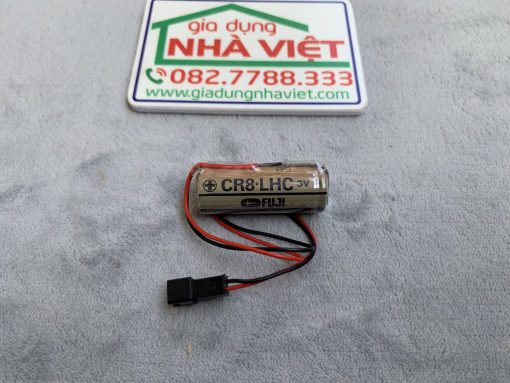 gia dụng
NHÀ VIỆT
082.7788.333
www.giadungnhaviet.com
CR8·LHC 3V
FUJI